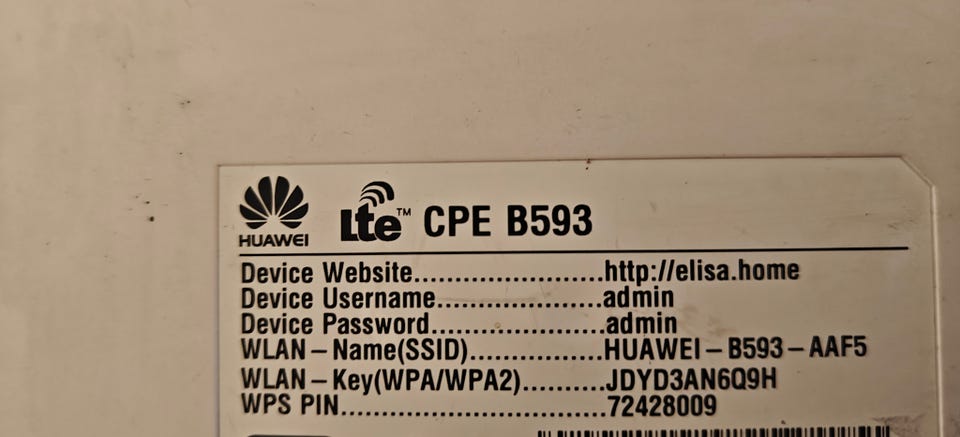 HUAWEI
Lte™ CPE B593
Device Website......................http://elisa.home
Device Username...................admin
Device Password....................admin
WLAN – Name(SSID)................HUAWEI – B593 – AAF5
WLAN – Key(WPA/WPA2)..........JDYD3AN6Q9H
WPS PIN...............................72428009